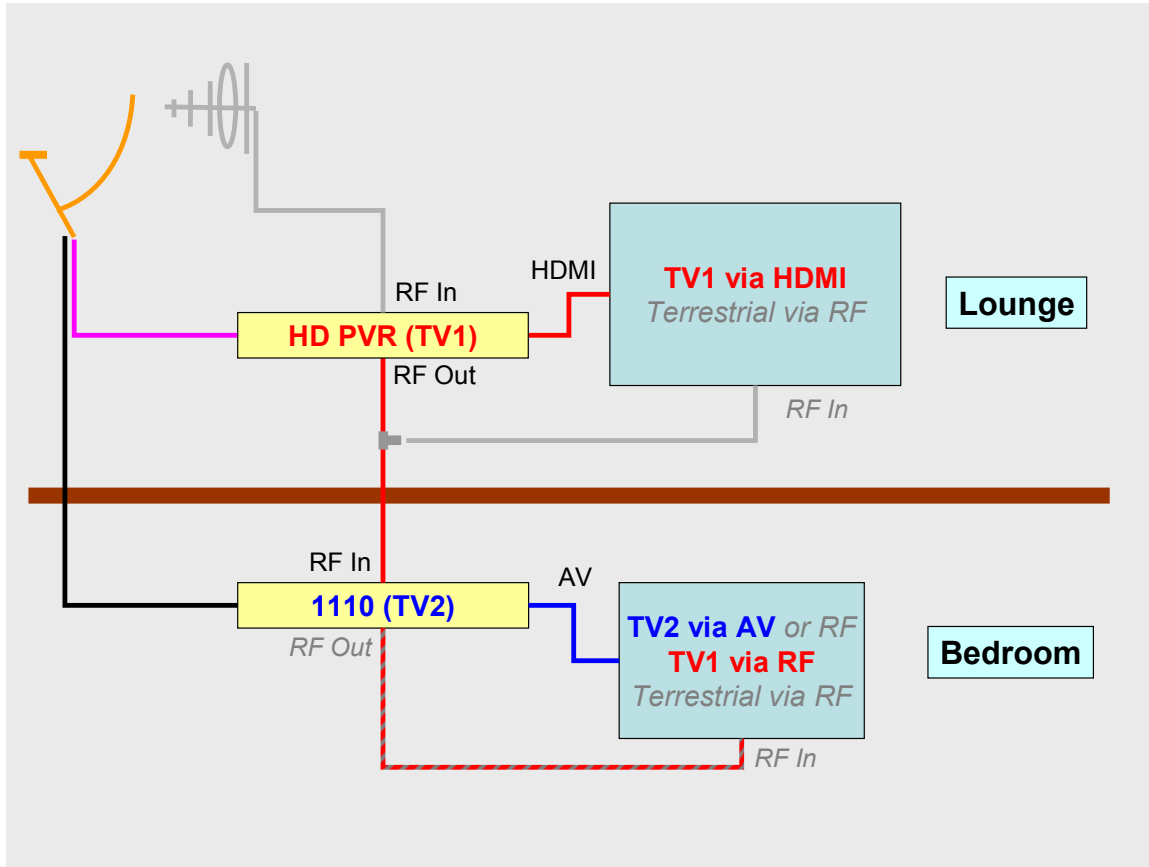 HDMI
TV1 via HDMI
Terrestrial via RF
Lounge
RF In
HD PVR (TV1)
RF Out
RF In
RF In
AV
1110 (TV2)
RF Out
TV2 via AV or RF
TV1 via RF
Terrestrial via RF
Bedroom
RF In